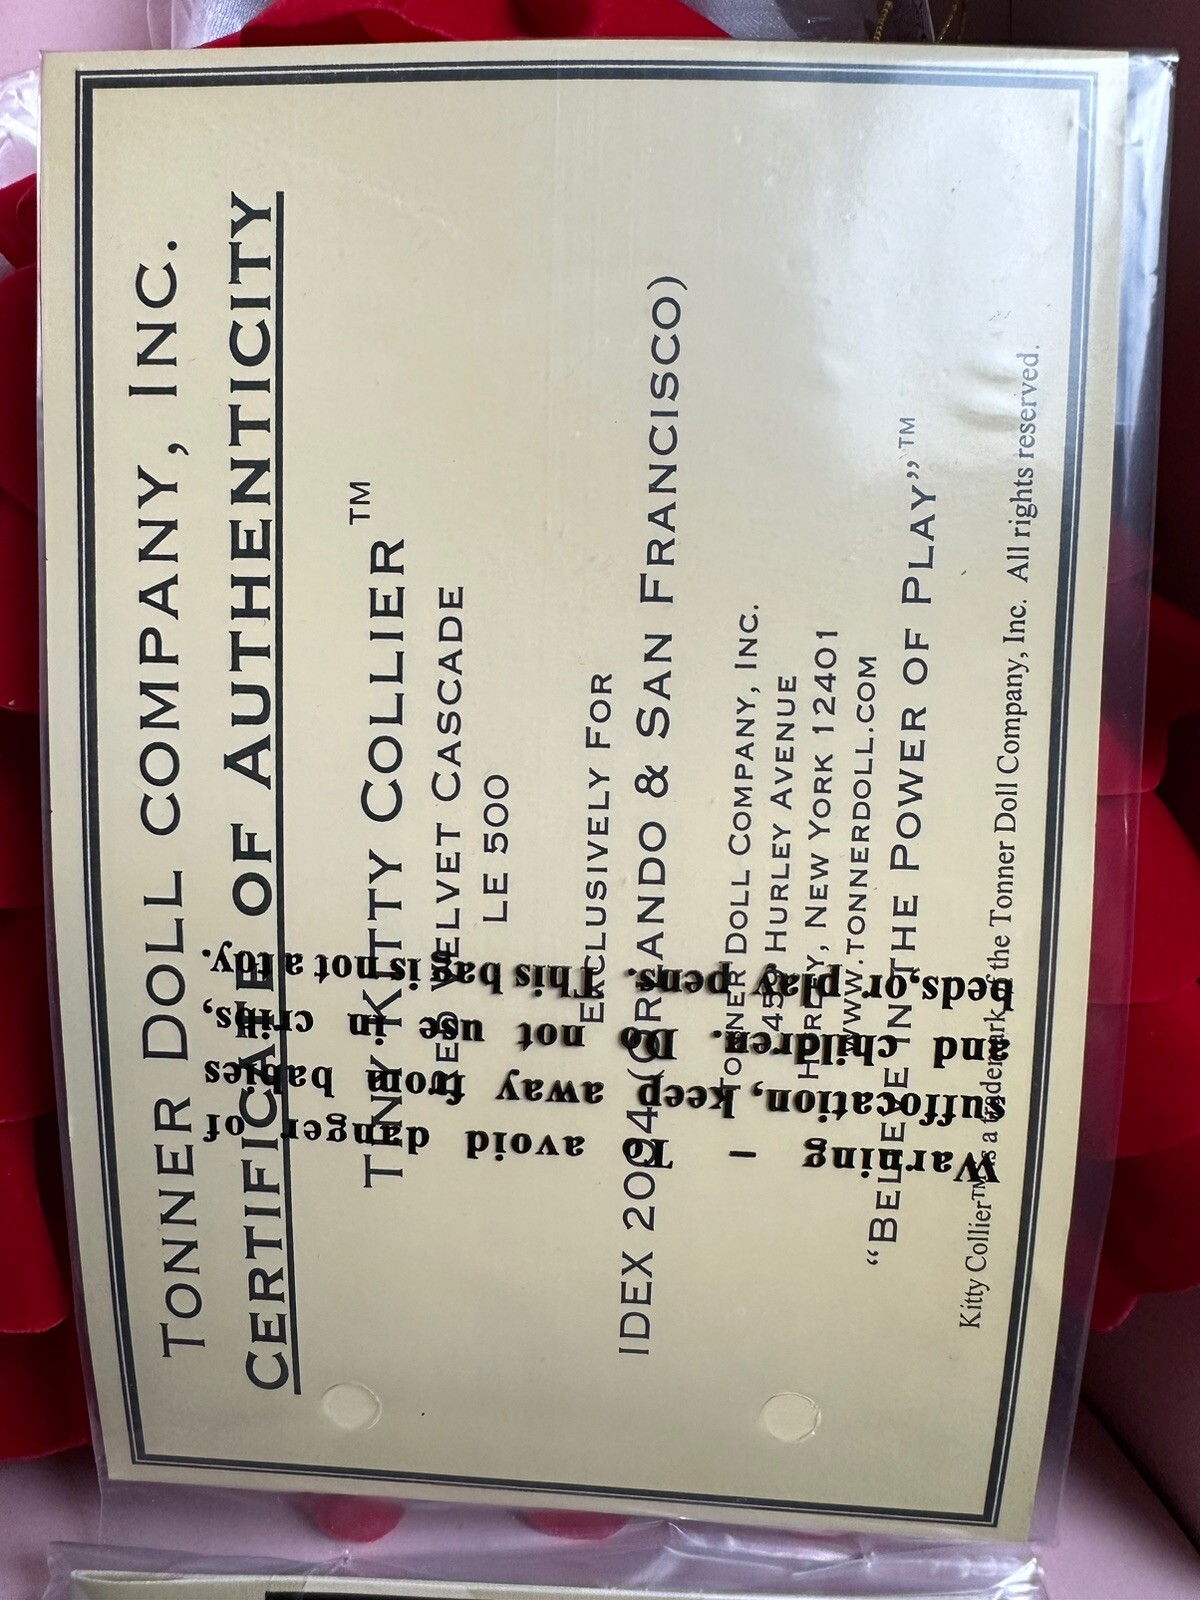 TONNER DOLL COMPANY, INC.
CERTIFICATE OF AUTHENTICITY
TINY KITTY COLLIER™
RED VELVET CASCADE
LE 500
EXCLUSIVELY FOR
IDEX 2004 (ORLANDO & SAN FRANCISCO)
TONNER DOLL COMPANY, INC.
459 HURLEY AVENUE
HURLEY, NEW YORK 12401
WWW.TONNERDOLL.COM
“BELIEVE IN THE POWER OF PLAY”™
Kitty Collier™ is a trademark of the Tonner Doll Company, Inc. All rights reserved.
Warning - To avoid danger of
suffocation, keep away from babies
and children. Do not use in cribs,
beds, or play pens. This bag is not a toy.